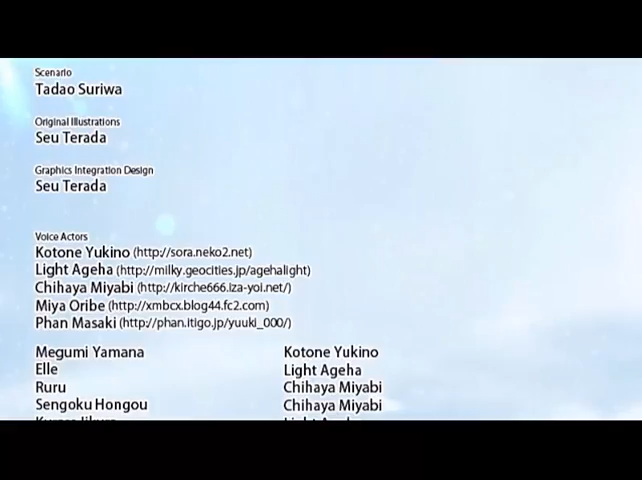 Scenario
Tadao Suriwa
Original Illustrations
Seu Terada
Graphics Integration Design
Seu Terada
Voice Actors
Kotone Yukino (http://sora.neko2.net)
Light Ageha (http://milky.geocities.jp/agehalight)
Chihaya Miyabi (http://kirche666.iza-yoi.net/)
Miya Oribe (http://xmbcx.blog44.fc2.com)
Phan Masaki (http://phan.itigo.jp/yuuki_000/)
Megumi Yamana Kotone Yukino
Elle Light Ageha
Ruru Chihaya Miyabi
Sengoku Hongou Chihaya Miyabi